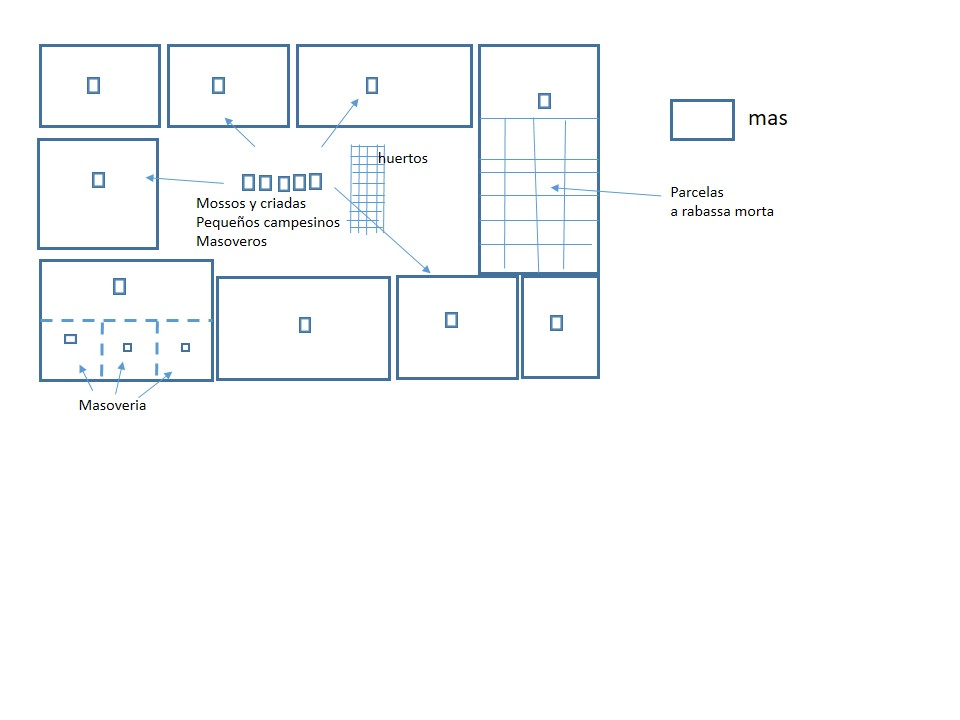 mas
huertos
Parcelas
a rabassa morta
Mossos y criadas
Pequeños campesinos
Masoveros
Masoveria